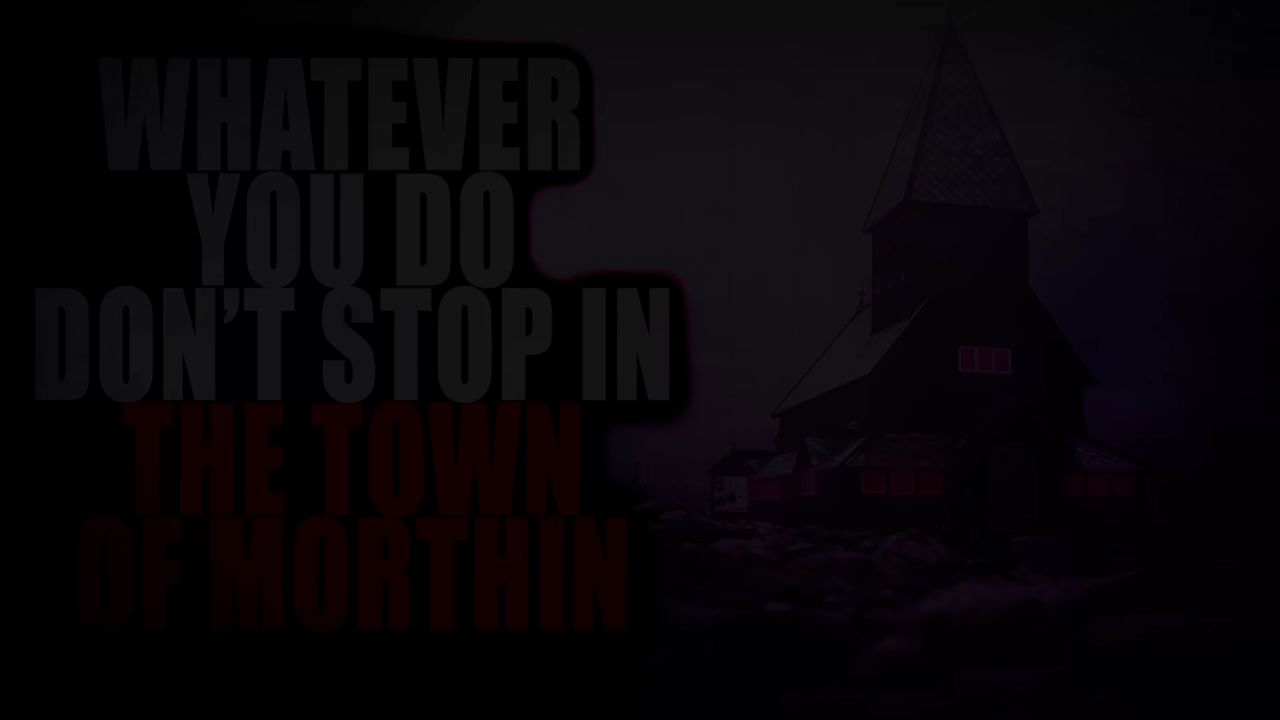 WHATEVER
YOU DO
DON'T STOP IN
THE TOWN
OF MORTHIN